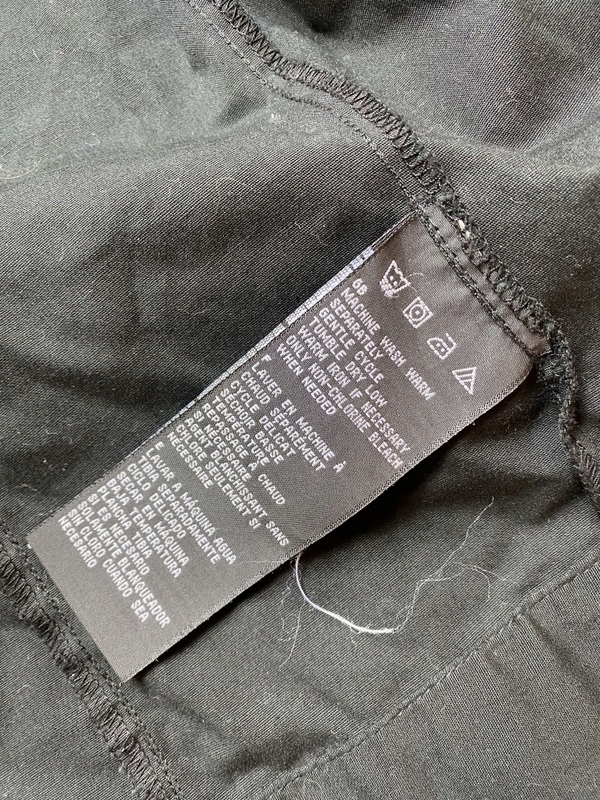 GB
MACHINE WASH WARM
SEPARATELY
GENTLE CYCLE
TUMBLE DRY LOW
WARM IRON IF NECESSARY
ONLY NON-CHLORINE BLEACH
WHEN NEEDED
F
LAVER EN MACHINE À
CHAUD SÉPARÉMENT
CYCLE DÉLICAT
SÉCHOIR BASSE
TEMPÉRATURE
REPASSAGE À CHAUD
SI NÉCESSAIRE
AGENT BLANCHISSANT SANS
CHLORE SEULEMENT SI
NÉCESSAIRE
E
LAVAR A MÁQUINA AGUA
TIBIA SEPARADAMENTE
CICLO DELICADO
SECAR EN MÁQUINA
BAJA TEMPERATURA
PLANCHA TIBIA
SI ES NECESARIO
SOLAMENTE BLANQUEADOR
SIN CLORO CUANDO SEA
NECESARIO